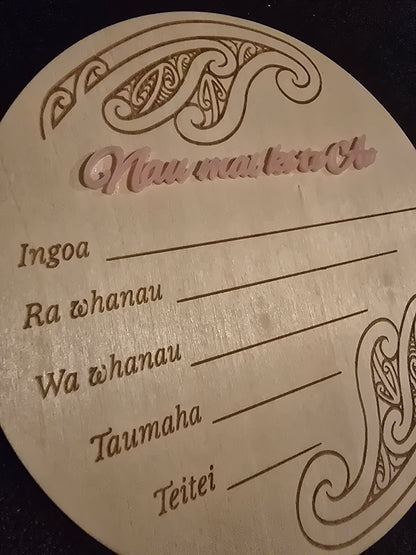 Nau mai ki te Ao
Ingoa
Ra whanau
Wa whanau
Taumaha
Teitei